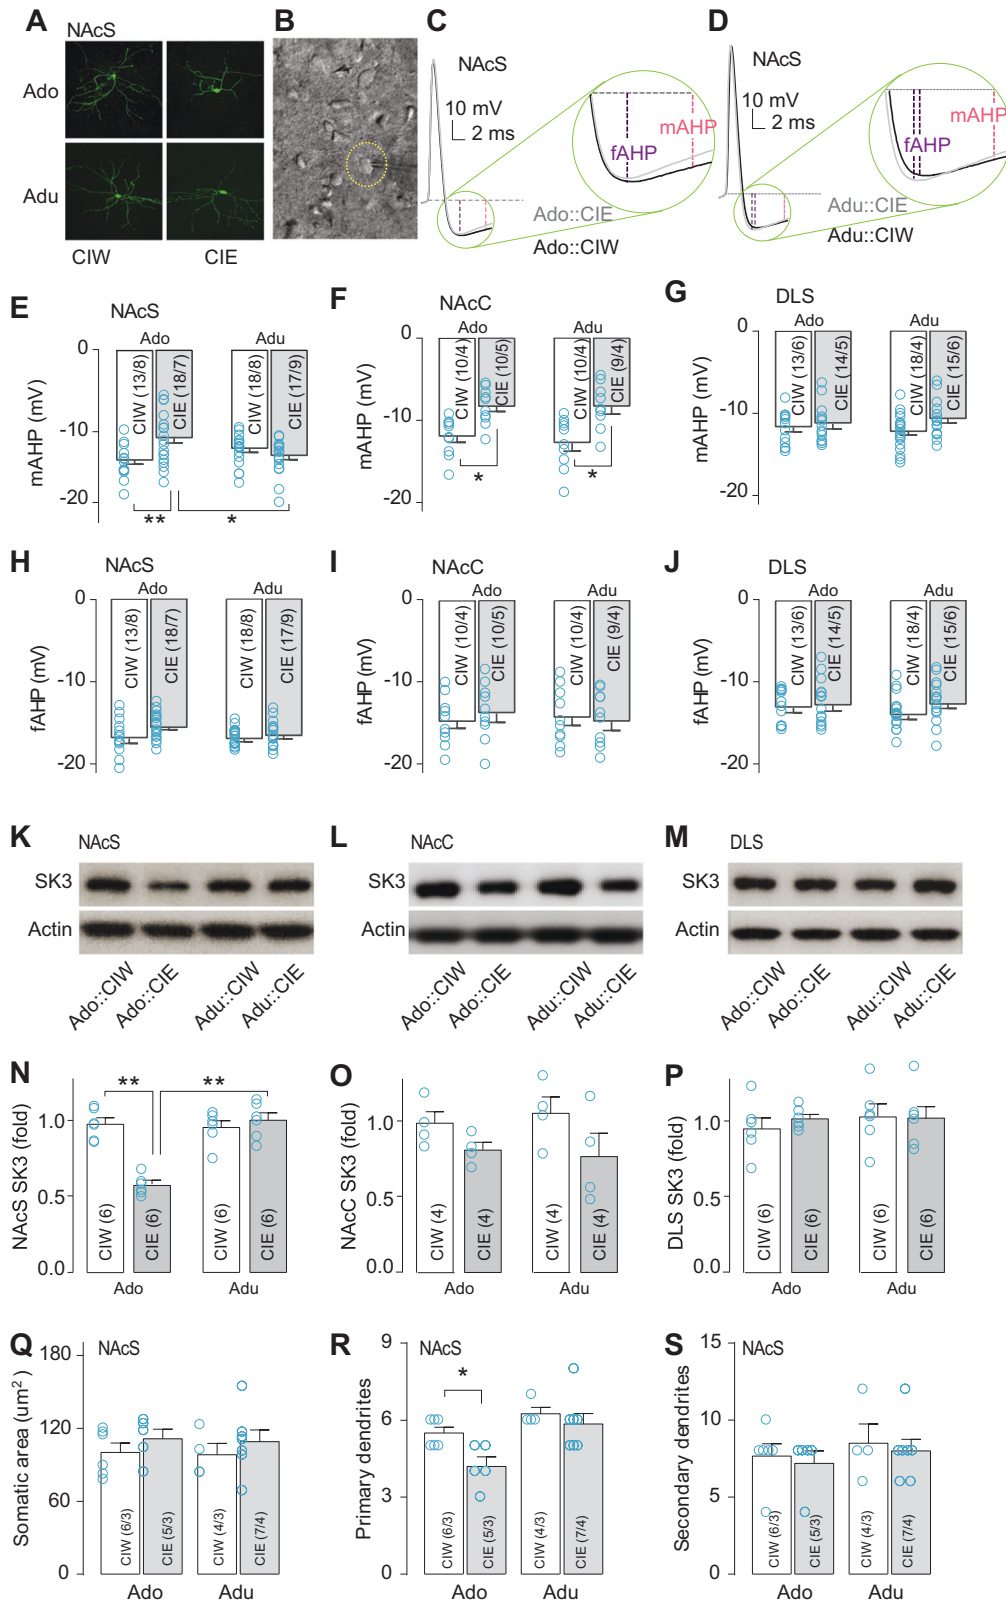 A
NAcS
Ado
Adu
CIW
CIE
B
C
NAcS
10 mV
2 ms
fAHP
mAHP
Ado::CIE
Ado::CIW
D
NAcS
10 mV
2 ms
fAHP
mAHP
Adu::CIE
Adu::CIW
E
NAcS
Ado
Adu
mAHP (mV)
0
-10
-20
CIW (13/8)
CIE (18/7)
CIW (18/8)
CIE (17/9)
**
*
F
NAcC
Ado
Adu
mAHP (mV)
0
-10
-20
CIW (10/4)
CIE (10/5)
CIW (10/4)
CIE (9/4)
*
*
G
DLS
Ado
Adu
mAHP (mV)
0
-10
-20
CIW (13/6)
CIE (14/5)
CIW (18/4)
CIE (15/6)
H
NAcS
Ado
Adu
fAHP (mV)
0
-10
-20
CIW (13/8)
CIE (18/7)
CIW (18/8)
CIE (17/9)
I
NAcC
Ado
Adu
fAHP (mV)
0
-10
-20
CIW (10/4)
CIE (10/5)
CIW (10/4)
CIE (9/4)
J
DLS
Ado
Adu
fAHP (mV)
0
-10
-20
CIW (13/6)
CIE (14/5)
CIW (18/4)
CIE (15/6)
K
NAcS
SK3
Actin
Ado::CIW
Ado::CIE
Adu::CIW
Adu::CIE
L
NAcC
SK3
Actin
Ado::CIW
Ado::CIE
Adu::CIW
Adu::CIE
M
DLS
SK3
Actin
Ado::CIW
Ado::CIE
Adu::CIW
Adu::CIE
N
NAcS SK3 (fold)
1.0
0.5
0.0
**
**
CIW (6)
CIE (6)
CIW (6)
CIE (6)
Ado
Adu
O
NAcC SK3 (fold)
1.0
0.5
0.0
CIW (4)
CIE (4)
CIW (4)
CIE (4)
Ado
Adu
P
DLS SK3 (fold)
1.0
0.5
0.0
CIW (6)
CIE (6)
CIW (6)
CIE (6)
Ado
Adu
Q
NAcS
Somatic area (um²)
180
120
60
0
CIW (6/3)
CIE (5/3)
CIW (4/3)
CIE (7/4)
Ado
Adu
R
NAcS
Primary dendrites
9
6
3
0
*
CIW (6/3)
CIE (5/3)
CIW (4/3)
CIE (7/4)
Ado
Adu
S
NAcS
Secondary dendrites
15
10
5
0
CIW (6/3)
CIE (5/3)
CIW (4/3)
CIE (7/4)
Ado
Adu